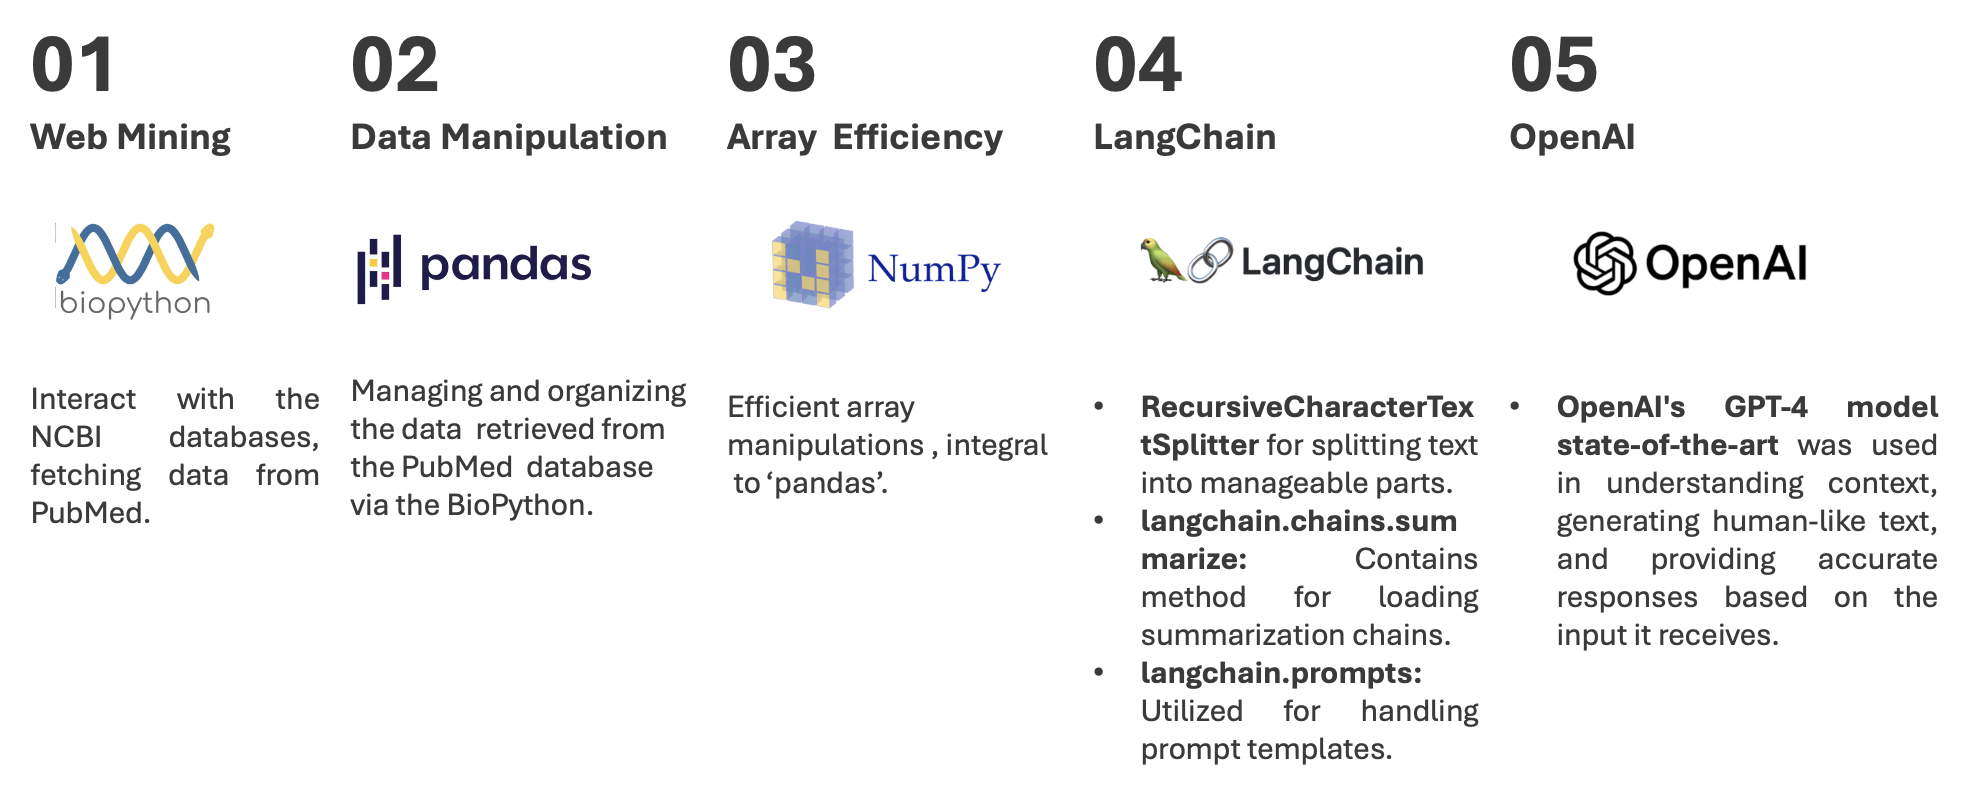 01
Web Mining
biopython
Interact with the
NCBI databases,
fetching data from
PubMed.
02
Data Manipulation
pandas
Managing and organizing
the data retrieved from
the PubMed database
via the BioPython.
03
Array Efficiency
NumPy
Efficient array
manipulations , integral
to ‘pandas’.
04
LangChain
LangChain
• RecursiveCharacterTex
tSplitter for splitting text
into manageable parts.
• langchain.chains.sum
marize: Contains
method for loading
summarization chains.
• langchain.prompts:
Utilized for handling
prompt templates.
05
OpenAI
OpenAI
• OpenAI's GPT-4 model
state-of-the-art was used
in understanding context,
generating human-like text,
and providing accurate
responses based on the
input it receives.